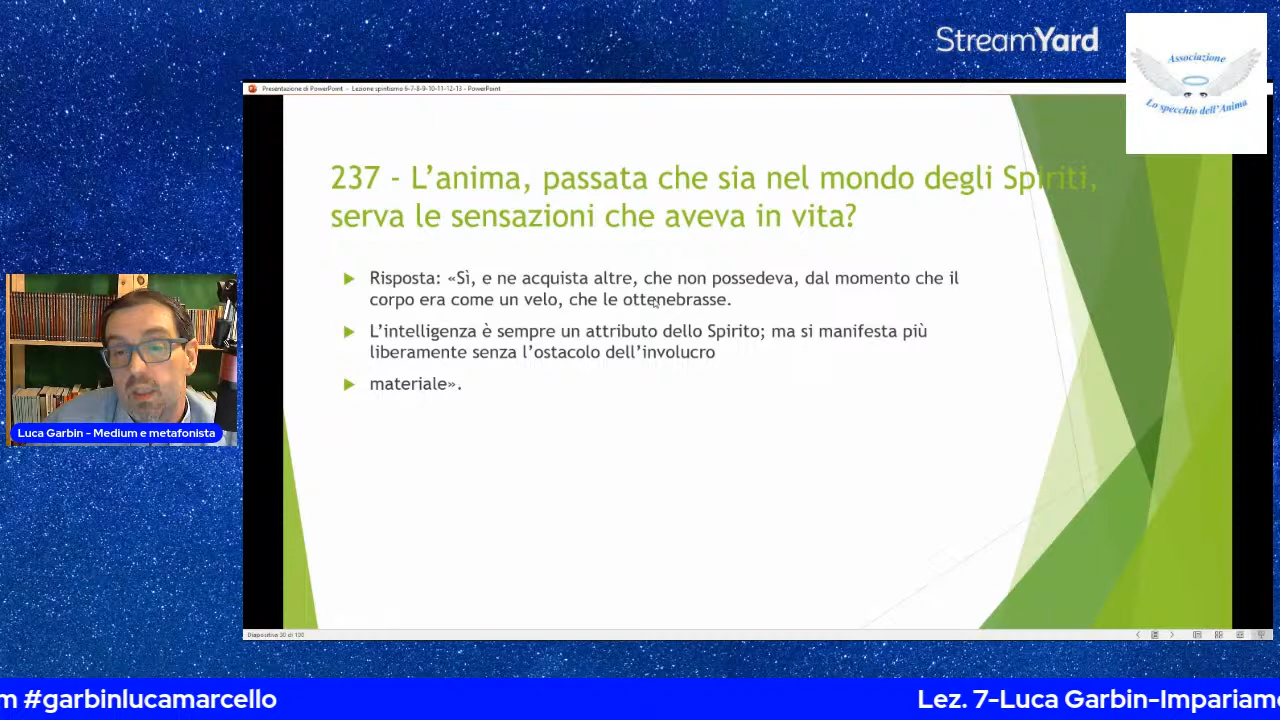 StreamYard
Associazione
Lo specchio dell'Anima
Presentazione di PowerPoint - Lezione spiritismo 6-7-8-9-10-11-12-13 - PowerPoint
237 - L'anima, passata che sia nel mondo degli Spiriti,
serva le sensazioni che aveva in vita?
Risposta: «Sì, e ne acquista altre, che non possedeva, dal momento che il
corpo era come un velo, che le ottenebrasse.
L'intelligenza è sempre un attributo dello Spirito; ma si manifesta più
liberamente senza l'ostacolo dell'involucro
materiale».
Luca Garbin - Medium e metafonista
Diapositiva 30 di 100
m #garbinlucamarcello
Lez. 7-Luca Garbin-Impariamo